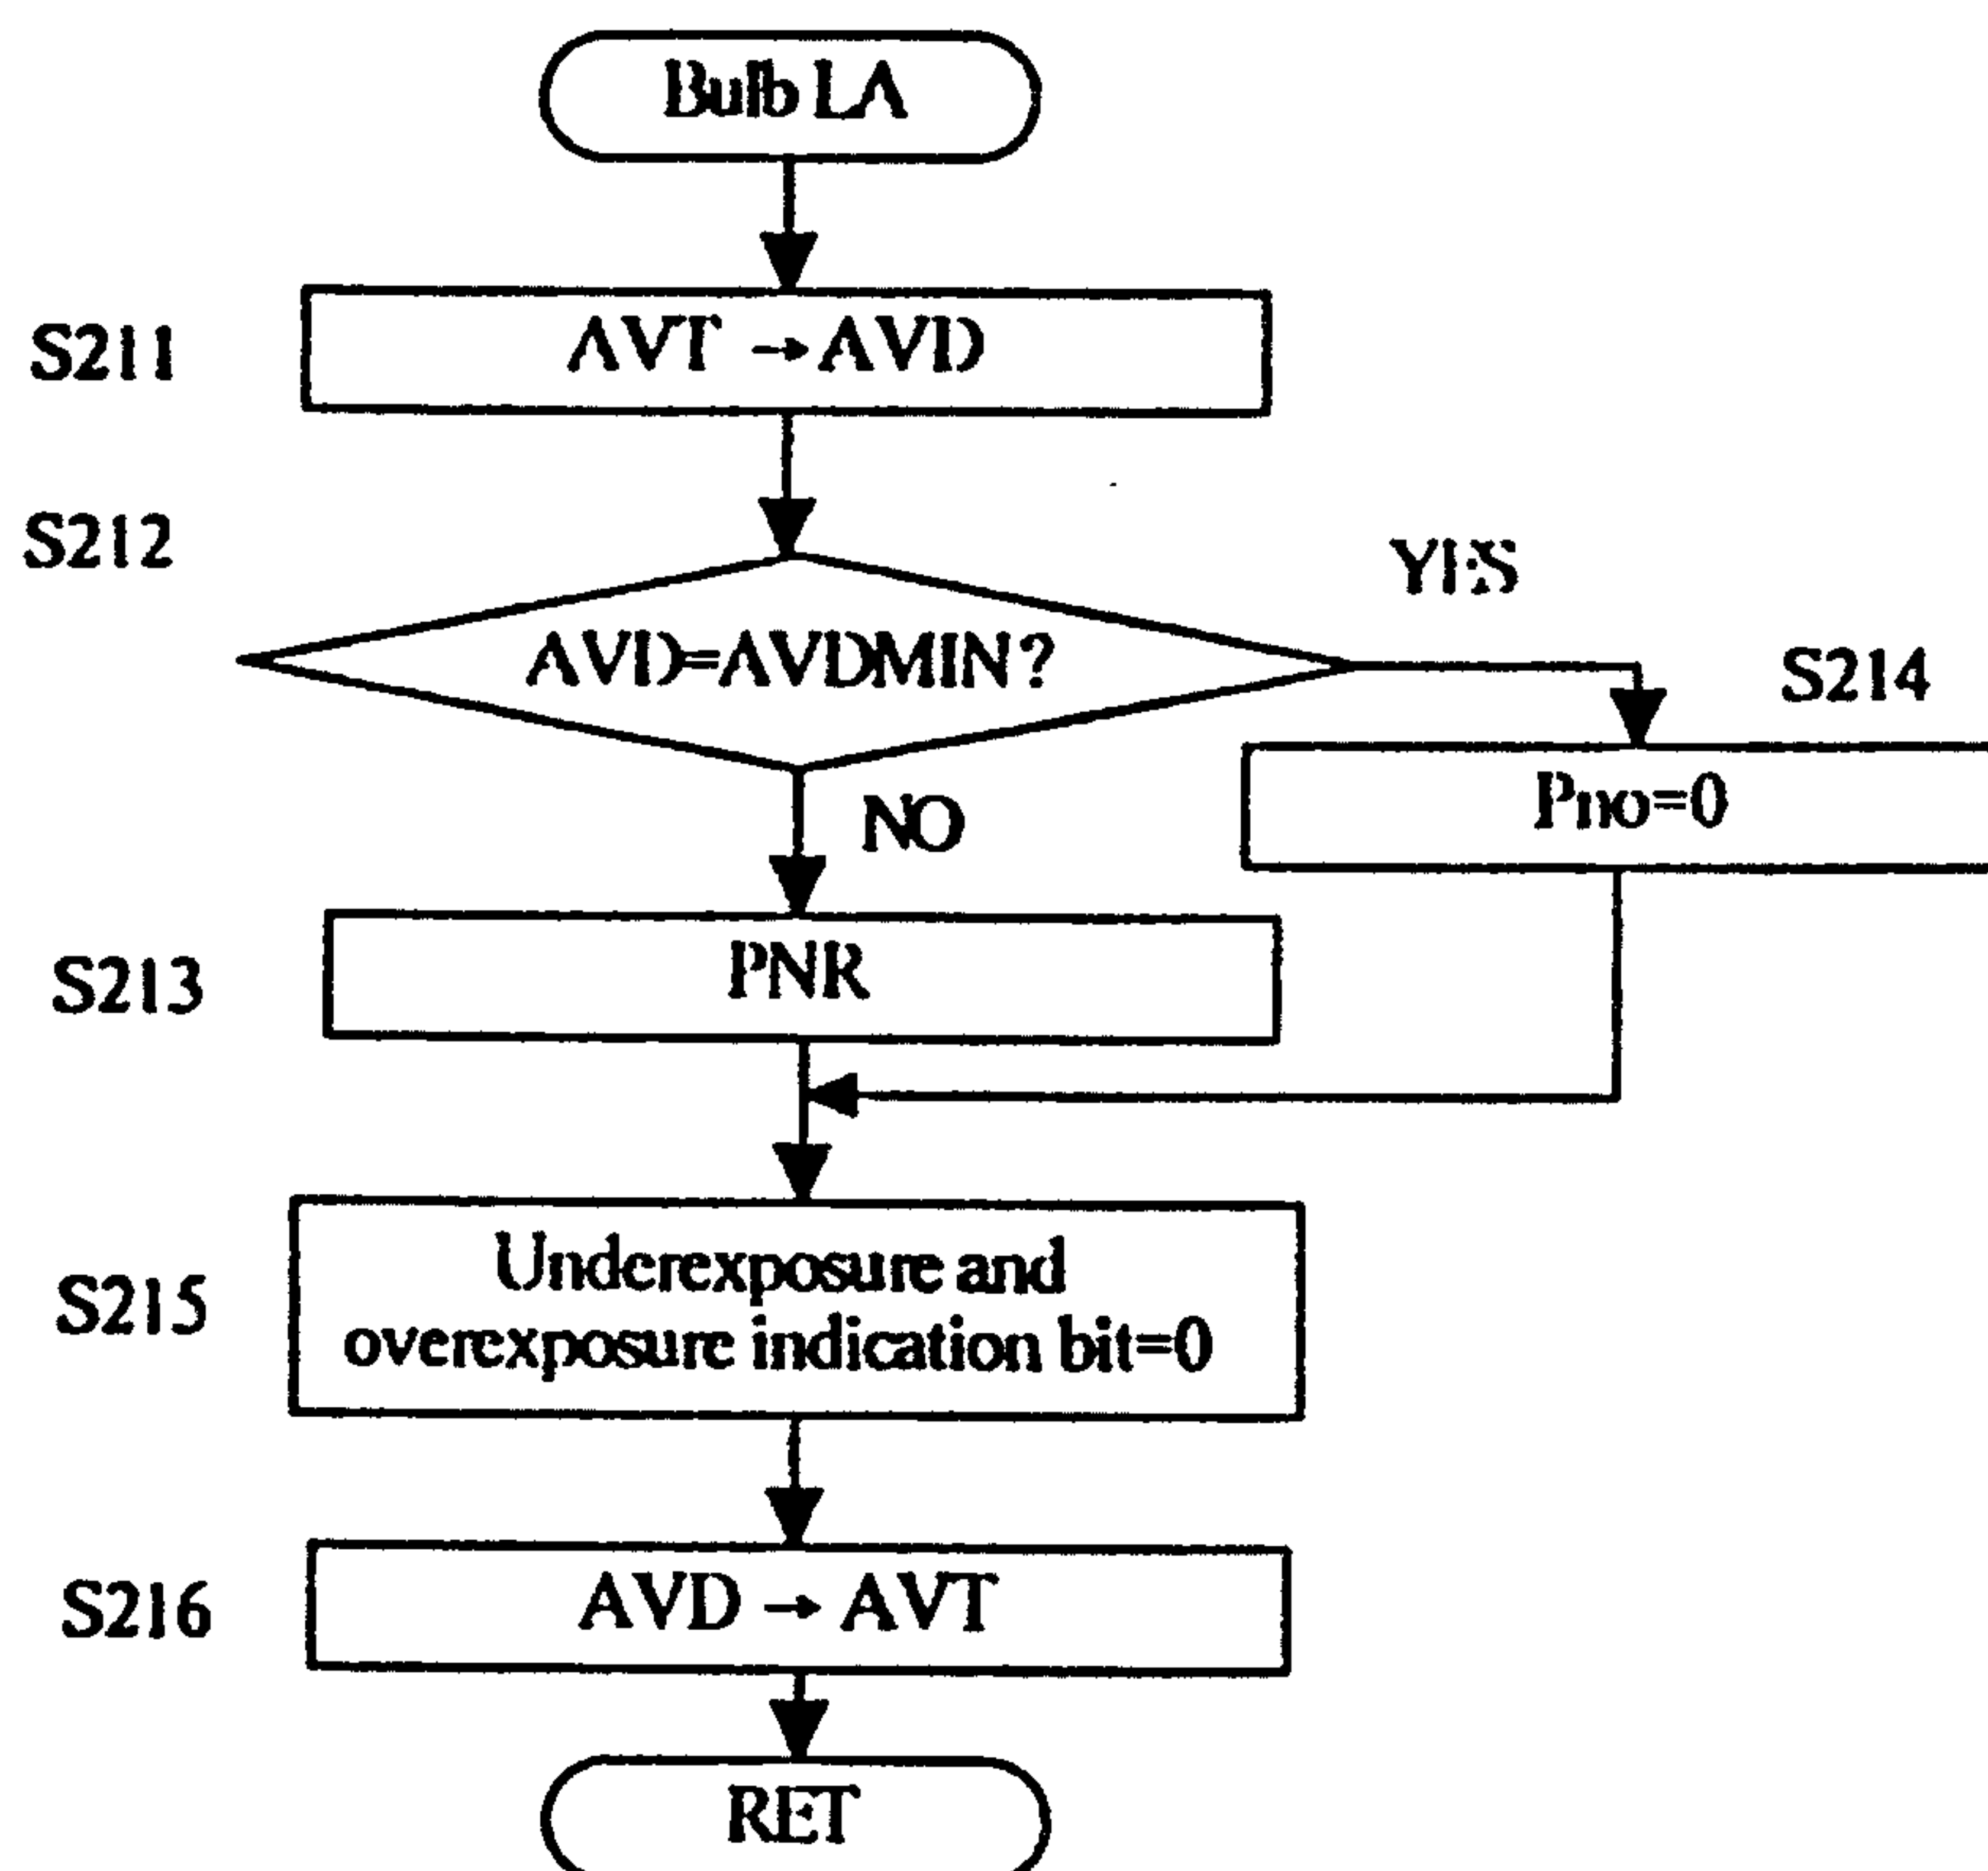 Bulb LA
S211
AVT → AVD
S212
AVD=AVDMIN?
YES
S214
Pno=0
NO
S213
PNR
S215
Underexposure and
overexposure indication bit=0
S216
AVD → AVT
RET